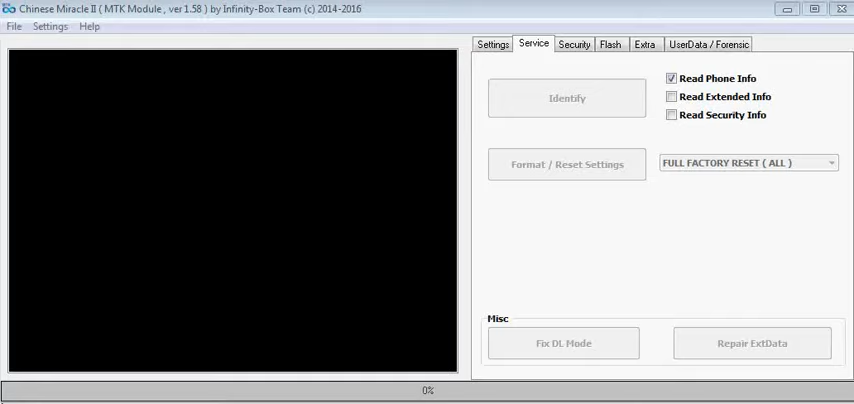 Chinese Miracle II ( MTK Module , ver 1.58 ) by Infinity-Box Team (c) 2014-2016
File Settings Help
Settings Service Security Flash Extra UserData / Forensic
Identify
Read Phone Info
Read Extended Info
Read Security Info
Format / Reset Settings
FULL FACTORY RESET ( ALL )
Misc
Fix DL Mode
Repair ExtData
0%